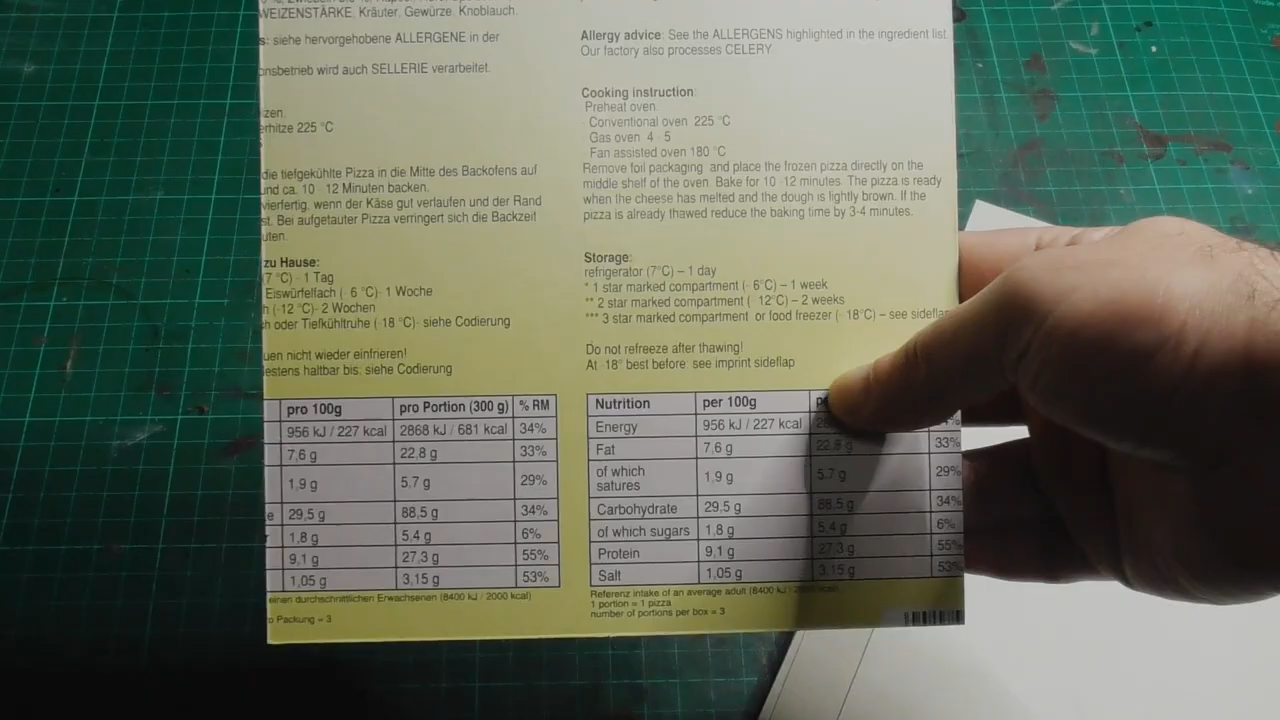 WEIZENSTÄRKE, Kräuter, Gewürze, Knoblauch.
s: siehe hervorgehobene ALLERGENE in der
onsbetrieb wird auch SELLERIE verarbeitet.
zen.
erhitze 225 °C
die tiefgekühlte Pizza in die Mitte des Backofens auf
und ca. 10 12 Minuten backen.
vierfertig, wenn der Käse gut verlaufen und der Rand
st. Bei aufgetauter Pizza verringert sich die Backzeit
uten.
zu Hause:
(7 °C) - 1 Tag
Eiswürfelfach (- 6 °C)- 1 Woche
h (-12 °C)- 2 Wochen
h oder Tiefkühltruhe (-18 °C)- siehe Codierung
uen nicht wieder einfrieren!
estens haltbar bis: siehe Codierung
pro 100g pro Portion (300 g) % RM
956 kJ / 227 kcal 2868 kJ / 681 kcal 34%
7,6 g 22,8 g 33%
1,9 g 5.7 g 29%
e 29,5 g 88,5 g 34%
r 1,8 g 5,4 g 6%
9,1 g 27,3 g 55%
1,05 g 3,15 g 53%
einen durchschnittlichen Erwachsenen (8400 kJ / 2000 kcal)
o Packung = 3
Allergy advice: See the ALLERGENS highlighted in the ingredient list.
Our factory also processes CELERY
Cooking instruction:
Preheat oven.
Conventional oven 225 °C
Gas oven 4 5
Fan assisted oven 180 °C
Remove foil packaging and place the frozen pizza directly on the
middle shelf of the oven. Bake for 10 -12 minutes. The pizza is ready
when the cheese has melted and the dough is lightly brown. If the
pizza is already thawed reduce the baking time by 3-4 minutes.
Storage:
refrigerator (7°C) – 1 day
* 1 star marked compartment (- 6°C) – 1 week
** 2 star marked compartment (- 12°C) – 2 weeks
*** 3 star marked compartment or food freezer (- 18°C) – see sideflap
Do not refreeze after thawing!
At -18° best before see imprint sideflap
Nutrition per 100g
Energy 956 kJ / 227 kcal
Fat 7,6 g 22,8 g 33%
of which
satures 1,9 g 5.7 g 29%
Carbohydrate 29,5 g 88,5 g 34%
of which sugars 1,8 g 5,4 g 6%
Protein 9,1 g 27,3 g 55%
Salt 1,05 g 3,15 g 53%
Referenz intake of an average adult (8400 kJ / 2000 kcal)
1 portion = 1 pizza
number of portions per box = 3